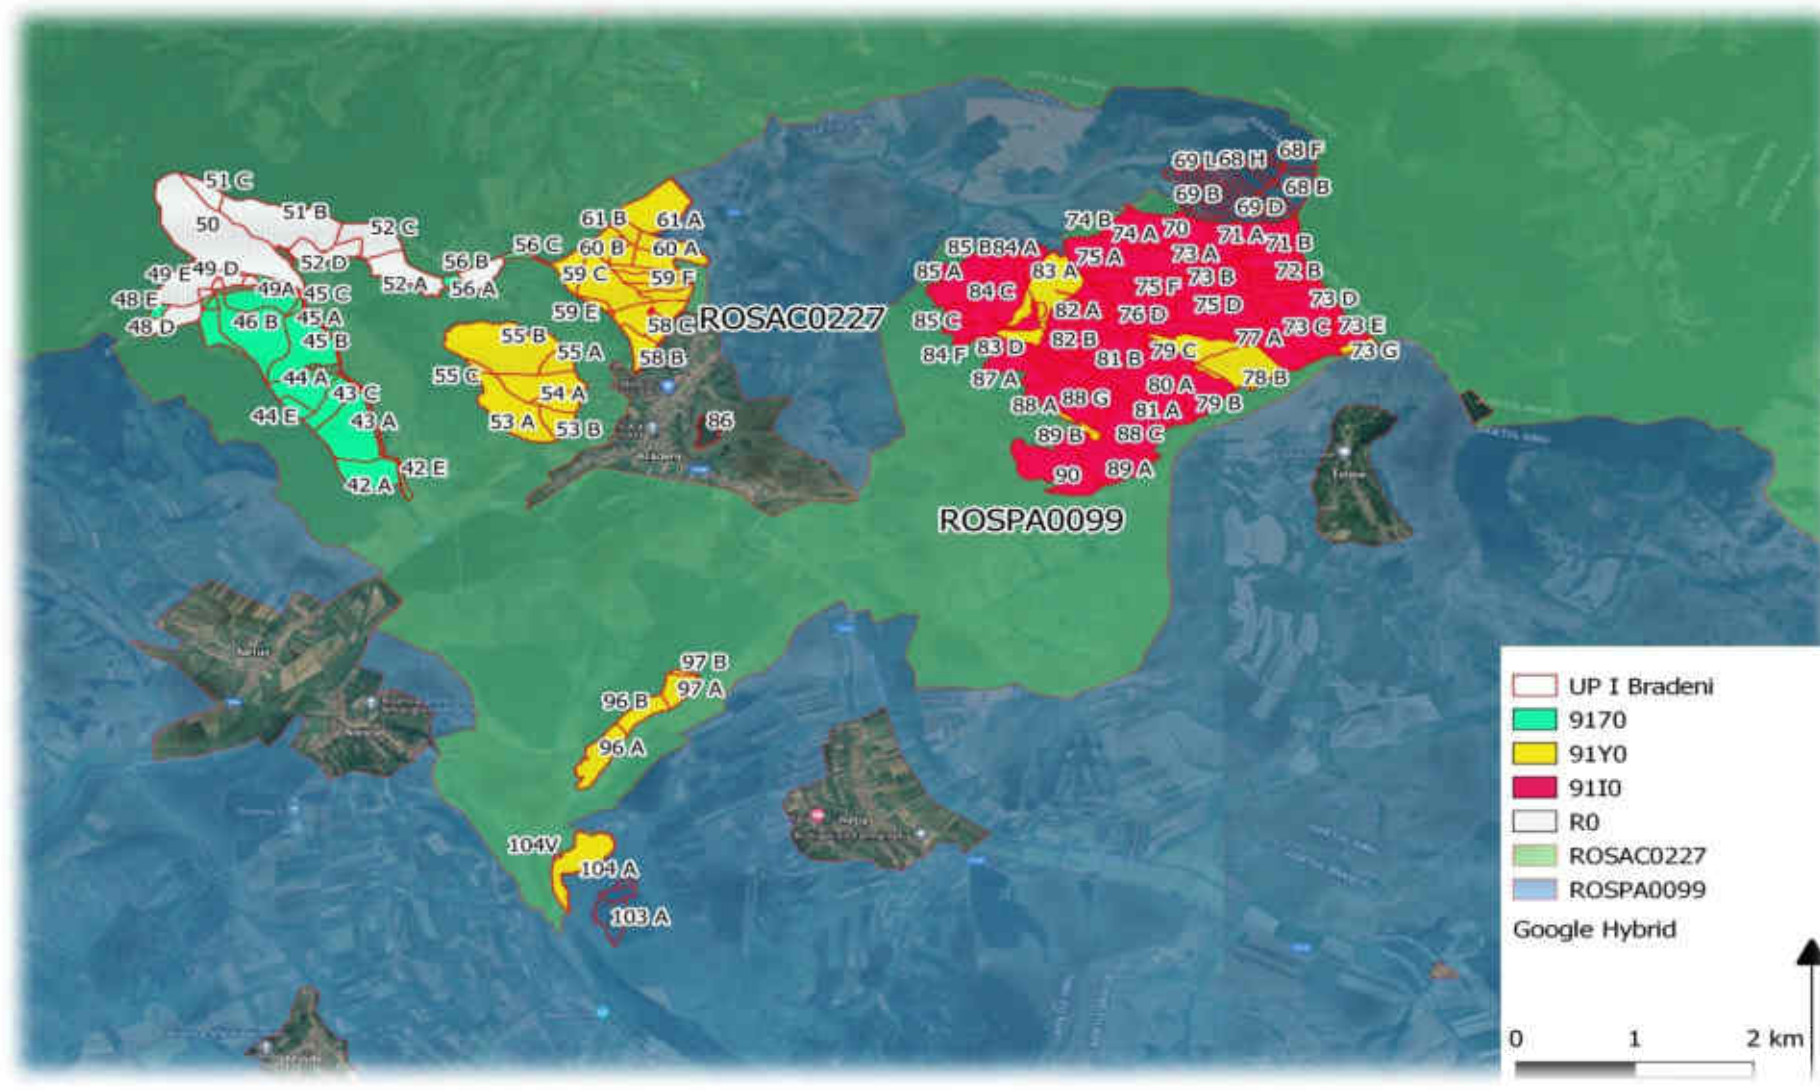 51 C
51 B
50
52 C
52 D
52 A
49 E
49 D
49A
48 E
48 D
45 C
45 A
46 B
45 B
44 A
43 C
44 E
43 A
42 E
42 A
56 C
56 B
56 A
61 B
61 A
60 B
60 A
59 C
59 F
59 E
58 C
58 B
55 B
55 A
55 C
54 A
53 A
53 B
ROSAC0227
86
69 L
68 H
68 F
69 B
68 B
69 D
74 B
74 A
70
71 A
71 B
85 B
84 A
75 A
73 A
85 A
83 A
73 B
72 B
84 C
75 F
75 D
73 D
82 A
76 D
85 C
73 C
73 E
82 B
77 A
84 F
83 D
81 B
79 C
73 G
87 A
80 A
78 B
88 A
88 G
81 A
79 B
89 B
88 C
90
89 A
ROSPA0099
97 B
97 A
96 B
96 A
104V
104 A
103 A
UP I Bradeni
9170
91Y0
91I0
R0
ROSAC0227
ROSPA0099
Google Hybrid
0 1 2 km